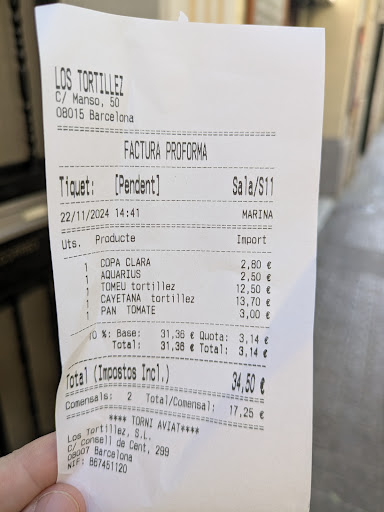 LOS TORTILLEZ
C/ Manso, 50
08015 Barcelona
FACTURA PROFORMA
Tiquet: [Pendent] Sala/S11
22/11/2024 14:41 MARINA
Uts. Producte Import
1 COPA CLARA 2,80 €
1 AQUARIUS 2,50 €
1 TOMEU tortillez 12,50 €
1 CAYETANA tortillez 13,70 €
1 PAN TOMATE 3,00 €
10 %: Base: 31,36 € Quota: 3,14 €
Total: 31,36 € Total: 3,14 €
Total (Impostos Incl.) 34,50 €
Comensals: 2 Total/Comensal: 17,25 €
**** TORNI AVIAT****
Los Tortillez, S.L.
C/ Consell de Cent, 299
08007 Barcelona
NIF: B67451120